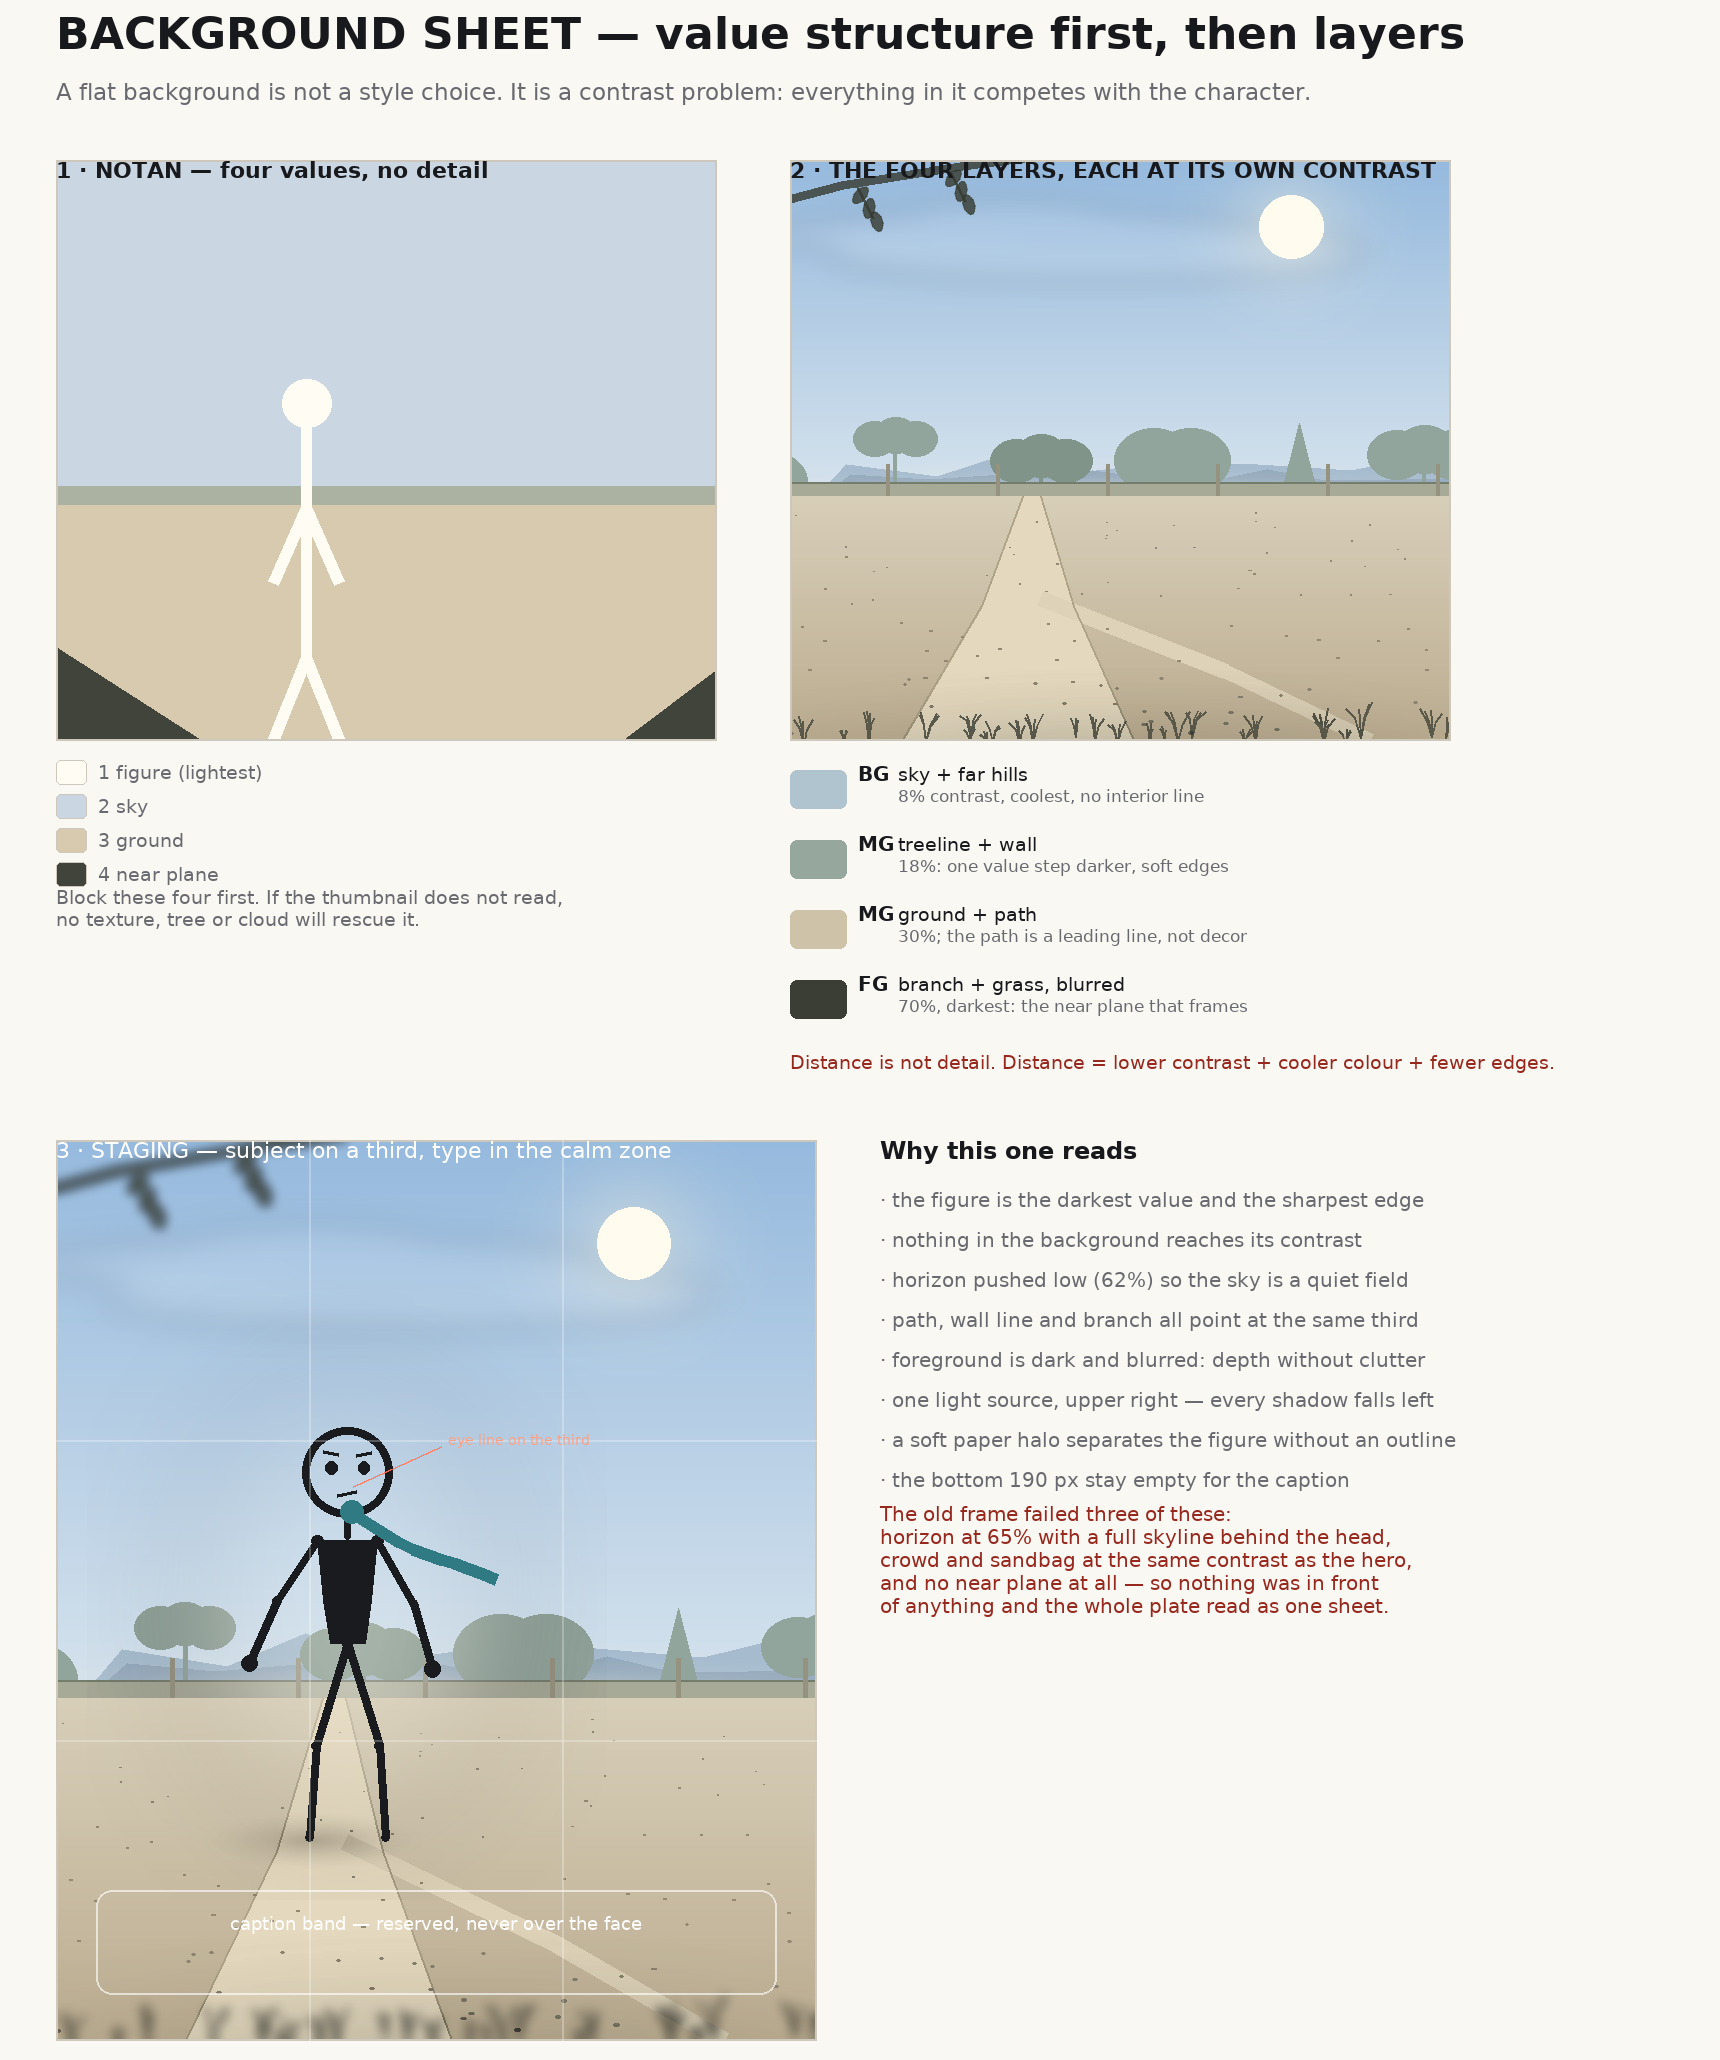 BACKGROUND SHEET — value structure first, then layers
A flat background is not a style choice. It is a contrast problem: everything in it competes with the character.
1 · NOTAN — four values, no detail
1 figure (lightest)
2 sky
3 ground
4 near plane
Block these four first. If the thumbnail does not read,
no texture, tree or cloud will rescue it.
2 · THE FOUR LAYERS, EACH AT ITS OWN CONTRAST
BG sky + far hills
8% contrast, coolest, no interior line
MG treeline + wall
18%: one value step darker, soft edges
MG ground + path
30%; the path is a leading line, not decor
FG branch + grass, blurred
70%, darkest: the near plane that frames
Distance is not detail. Distance = lower contrast + cooler colour + fewer edges.
3 · STAGING — subject on a third, type in the calm zone
eye line on the third
caption band — reserved, never over the face
Why this one reads
· the figure is the darkest value and the sharpest edge
· nothing in the background reaches its contrast
· horizon pushed low (62%) so the sky is a quiet field
· path, wall line and branch all point at the same third
· foreground is dark and blurred: depth without clutter
· one light source, upper right — every shadow falls left
· a soft paper halo separates the figure without an outline
· the bottom 190 px stay empty for the caption
The old frame failed three of these:
horizon at 65% with a full skyline behind the head,
crowd and sandbag at the same contrast as the hero,
and no near plane at all — so nothing was in front
of anything and the whole plate read as one sheet.